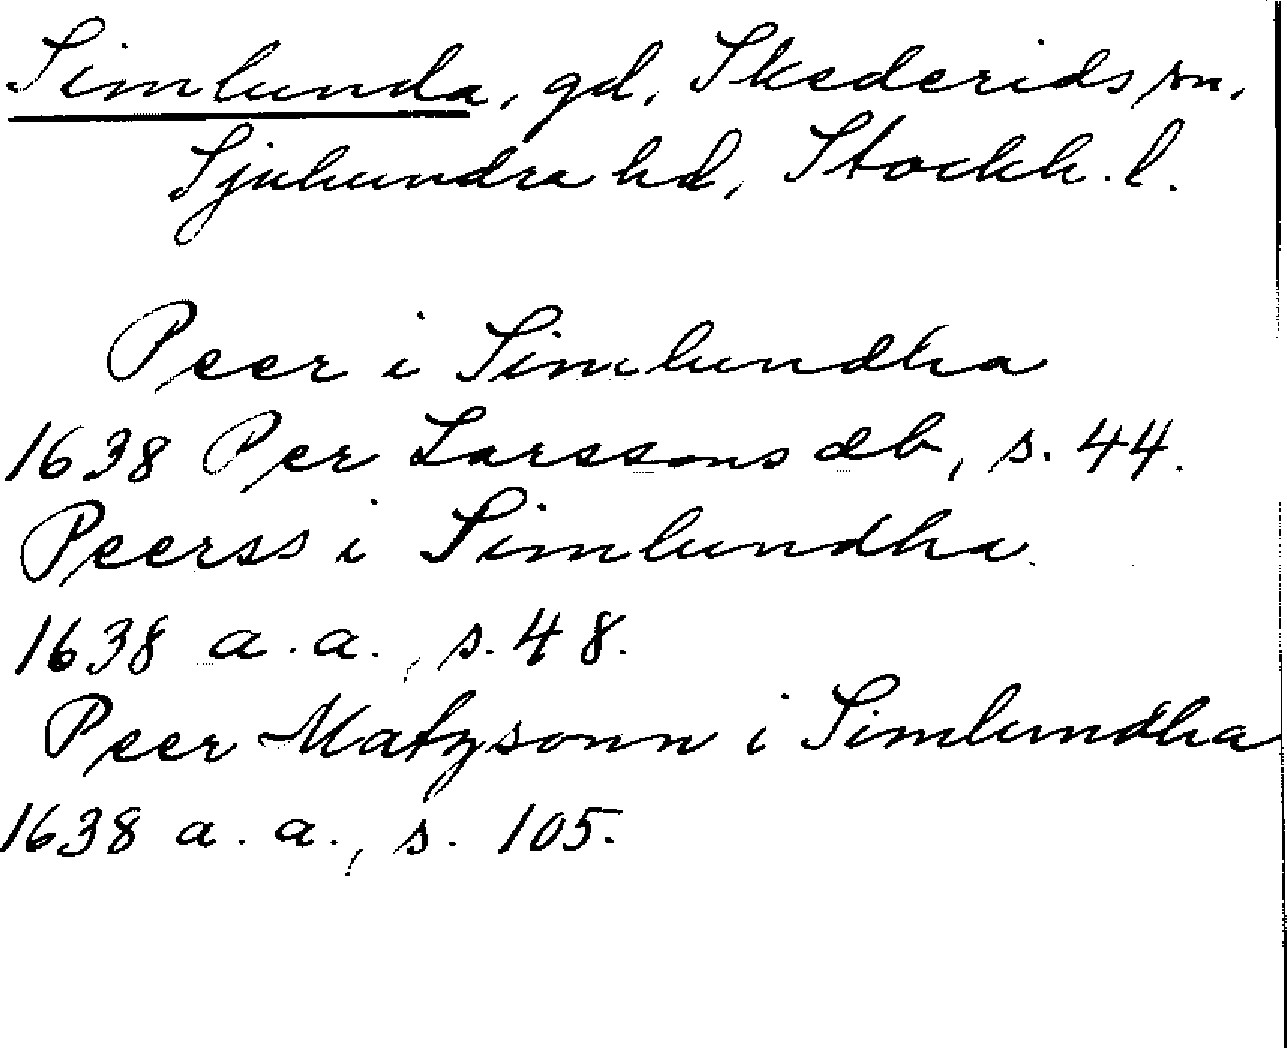 Simlunda, gd, Skederids sn,
Sjuhundra hd, Stockh. l.
Peer i Simlundha
1638 Per Larssons db, s. 44.
Peerss i Simlundha
1638 a. a., s. 48.
Peer Matzsonn i Simlundha
1638 a. a., s. 105.